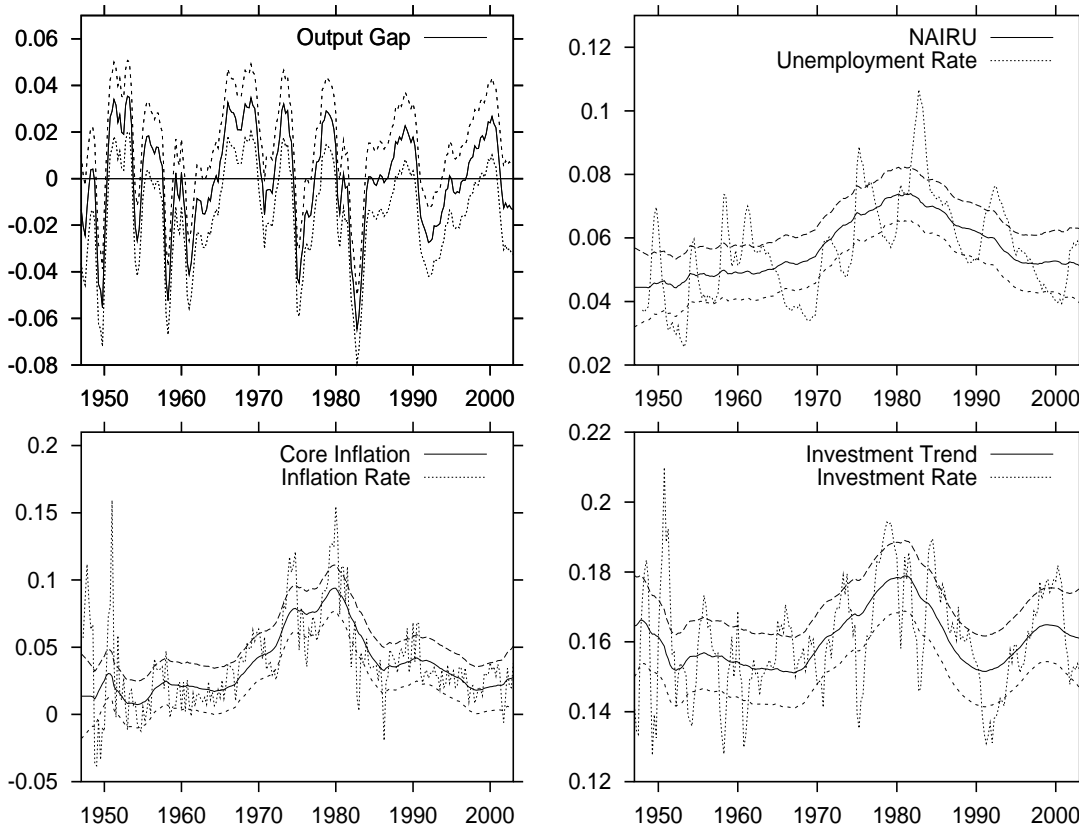 Output Gap
0.06
0.04
0.02
0
-0.02
-0.04
-0.06
-0.08
1950 1960 1970 1980 1990 2000
NAIRU
Unemployment Rate
0.12
0.1
0.08
0.06
0.04
0.02
1950 1960 1970 1980 1990 2000
Core Inflation
Inflation Rate
0.2
0.15
0.1
0.05
0
-0.05
1950 1960 1970 1980 1990 2000
Investment Trend
Investment Rate
0.22
0.2
0.18
0.16
0.14
0.12
1950 1960 1970 1980 1990 2000